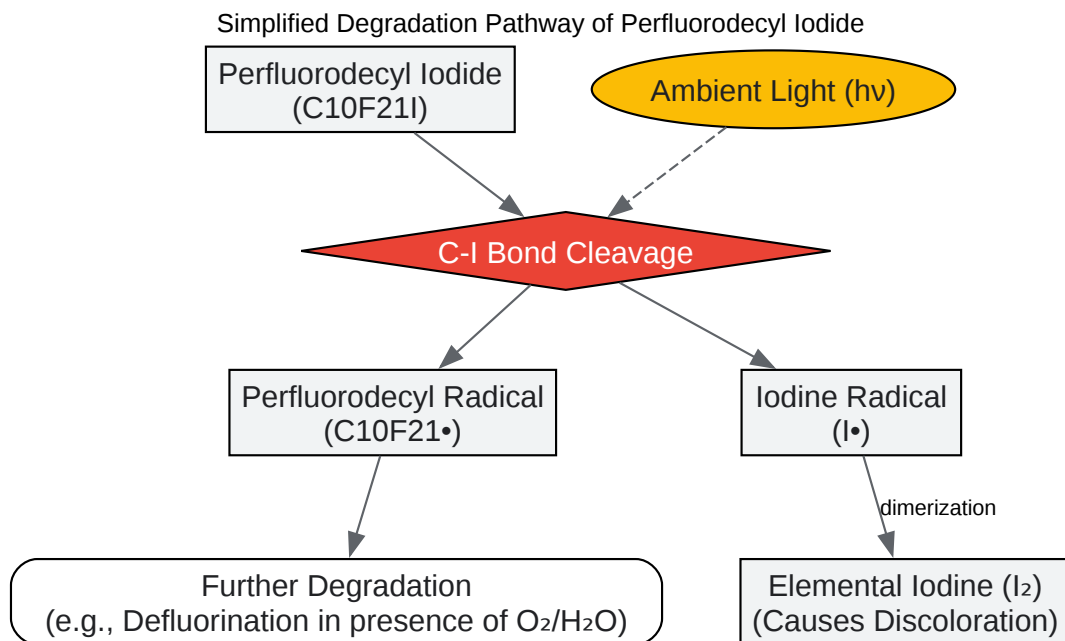 Simplified Degradation Pathway of Perfluorodecyl Iodide
Perfluorodecyl Iodide
(C10F21I)
Ambient Light (hν)
C-I Bond Cleavage
Perfluorodecyl Radical
(C10F21•)
Iodine Radical
(I•)
dimerization
Further Degradation
(e.g., Defluorination in presence of O₂/H₂O)
Elemental Iodine (I₂)
(Causes Discoloration)